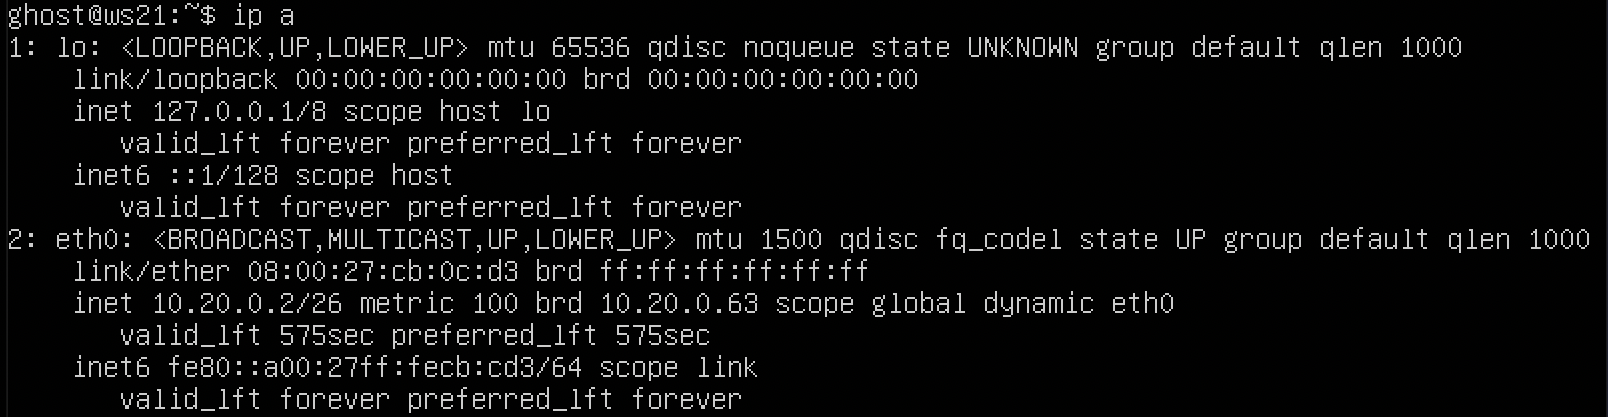 ghost@ws21:~$ ip a
1: lo: <LOOPBACK,UP,LOWER_UP> mtu 65536 qdisc noqueue state UNKNOWN group default qlen 1000
    link/loopback 00:00:00:00:00:00 brd 00:00:00:00:00:00
    inet 127.0.0.1/8 scope host lo
       valid_lft forever preferred_lft forever
    inet6 ::1/128 scope host
       valid_lft forever preferred_lft forever
2: eth0: <BROADCAST,MULTICAST,UP,LOWER_UP> mtu 1500 qdisc fq_codel state UP group default qlen 1000
    link/ether 08:00:27:cb:0c:d3 brd ff:ff:ff:ff:ff:ff
    inet 10.20.0.2/26 metric 100 brd 10.20.0.63 scope global dynamic eth0
       valid_lft 575sec preferred_lft 575sec
    inet6 fe80::a00:27ff:fecb:cd3/64 scope link
       valid_lft forever preferred_lft forever